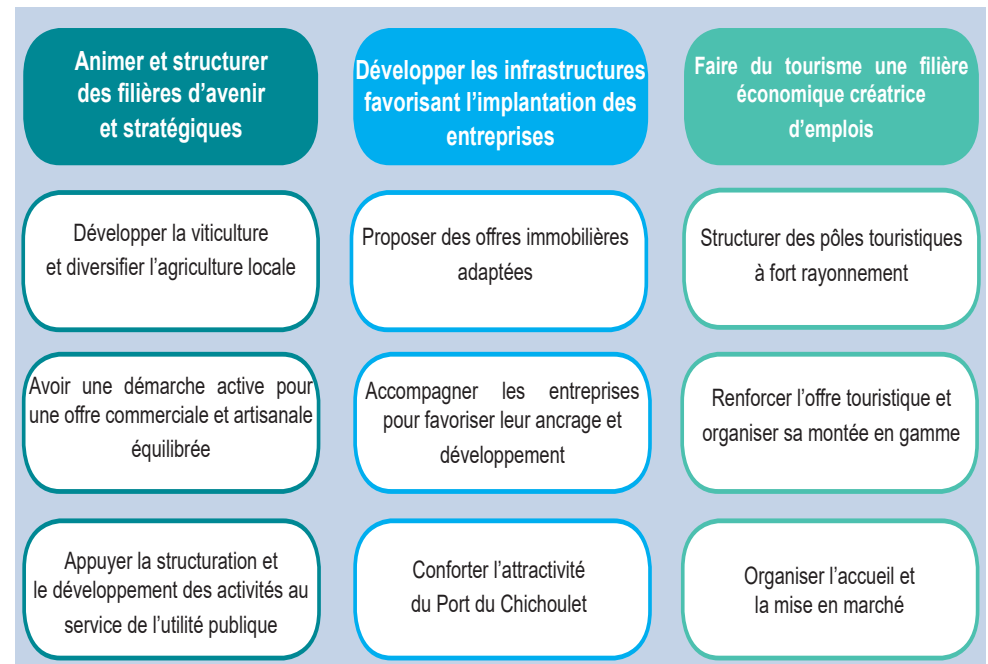 Animer et structurer
des filières d’avenir
et stratégiques
Développer les infrastructures
favorisant l’implantation des
entreprises
Faire du tourisme une filière
économique créatrice
d’emplois
Développer la viticulture
et diversifier l’agriculture locale
Proposer des offres immobilières
adaptées
Structurer des pôles touristiques
à fort rayonnement
Avoir une démarche active pour
une offre commerciale et artisanale
équilibrée
Accompagner les entreprises
pour favoriser leur ancrage et
développement
Renforcer l’offre touristique et
organiser sa montée en gamme
Appuyer la structuration et
le développement des activités au
service de l’utilité publique
Conforter l’attractivité
du Port du Chichoulet
Organiser l’accueil et
la mise en marché